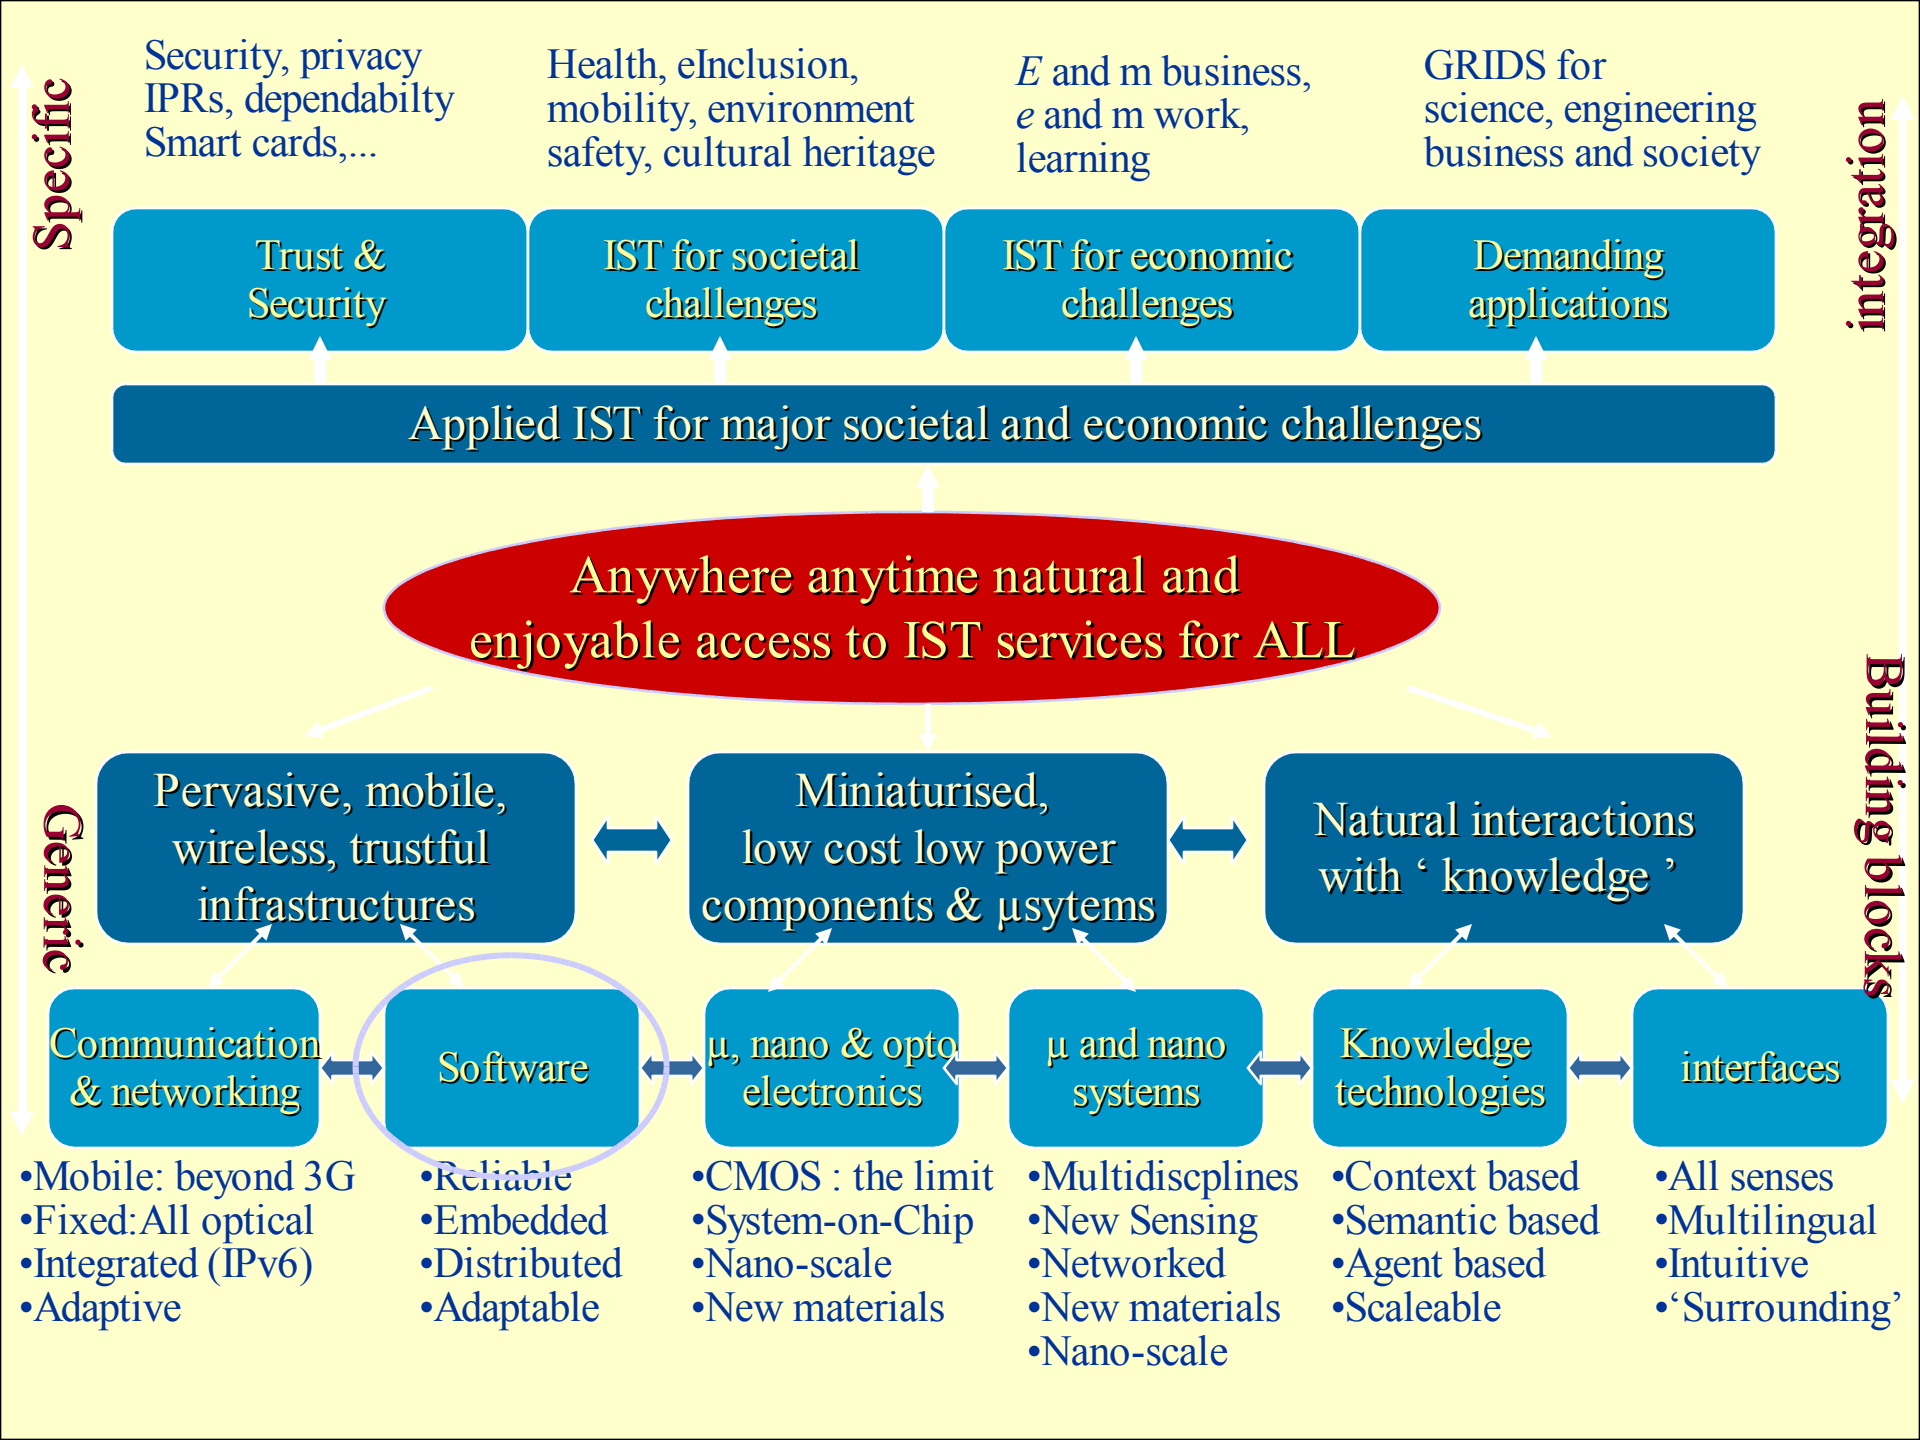 Security, privacy
IPRs, dependabilty
Smart cards,...
Health, eInclusion,
mobility, environment
safety, cultural heritage
E and m business,
e and m work,
learning
GRIDS for
science, engineering
business and society
Specific
integration
Trust &
Security
IST for societal
challenges
IST for economic
challenges
Demanding
applications
Applied IST for major societal and economic challenges
Anywhere anytime natural and
enjoyable access to IST services for ALL
Generic
Building blocks
Pervasive, mobile,
wireless, trustful
infrastructures
Miniaturised,
low cost low power
components & µsytems
Natural interactions
with ‘ knowledge ’
Communication
& networking
Software
µ, nano & opto
electronics
µ and nano
systems
Knowledge
technologies
interfaces
•Mobile: beyond 3G
•Fixed:All optical
•Integrated (IPv6)
•Adaptive
•Reliable
•Embedded
•Distributed
•Adaptable
•CMOS : the limit
•System-on-Chip
•Nano-scale
•New materials
•Multidiscplines
•New Sensing
•Networked
•New materials
•Nano-scale
•Context based
•Semantic based
•Agent based
•Scaleable
•All senses
•Multilingual
•Intuitive
•‘Surrounding’